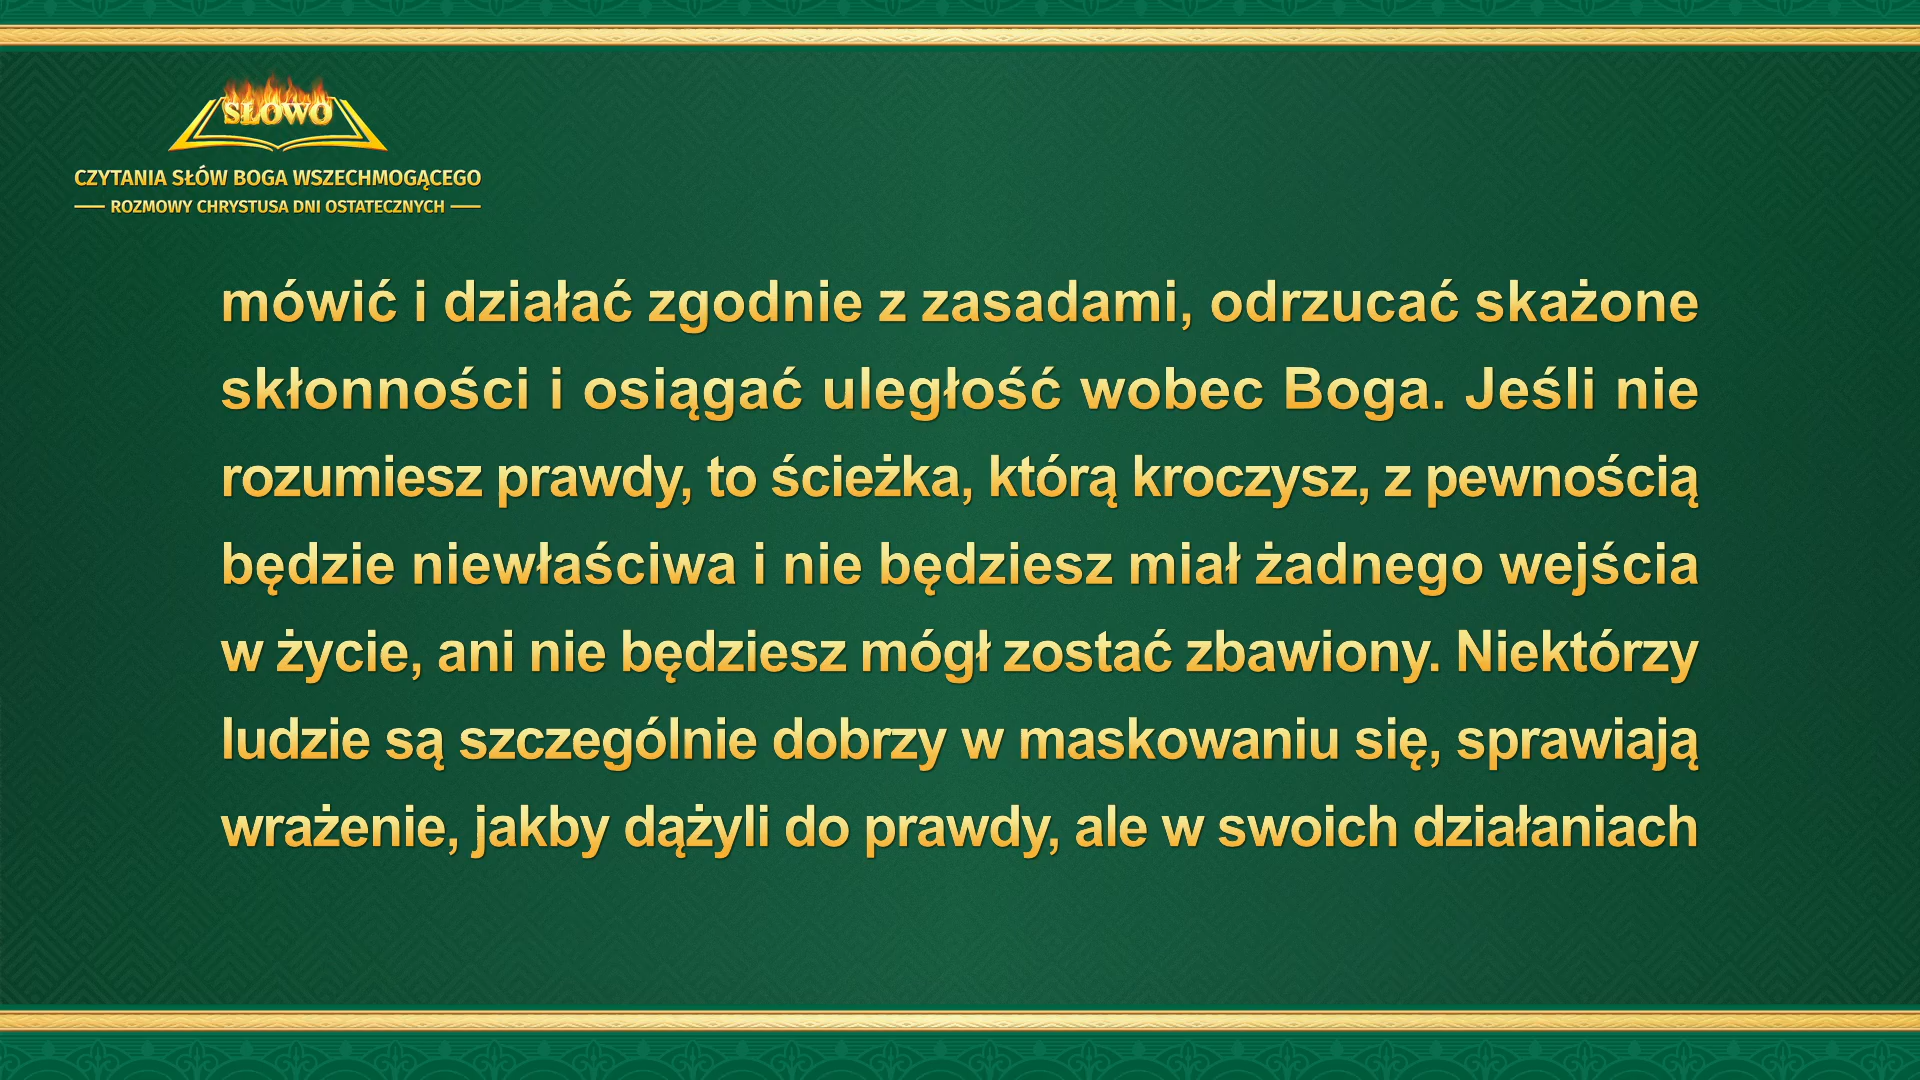 SŁOWO
CZYTANIA SŁÓW BOGA WSZECHMOGĄCEGO
ROZMOWY CHRYSTUSA DNI OSTATECZNYCH
mówić i działać zgodnie z zasadami, odrzucać skażone
skłonności i osiągać uległość wobec Boga. Jeśli nie
rozumiesz prawdy, to ścieżka, którą kroczysz, z pewnością
będzie niewłaściwa i nie będziesz miał żadnego wejścia
w życie, ani nie będziesz mógł zostać zbawiony. Niektórzy
ludzie są szczególnie dobrzy w maskowaniu się, sprawiają
wrażenie, jakby dążyli do prawdy, ale w swoich działaniach